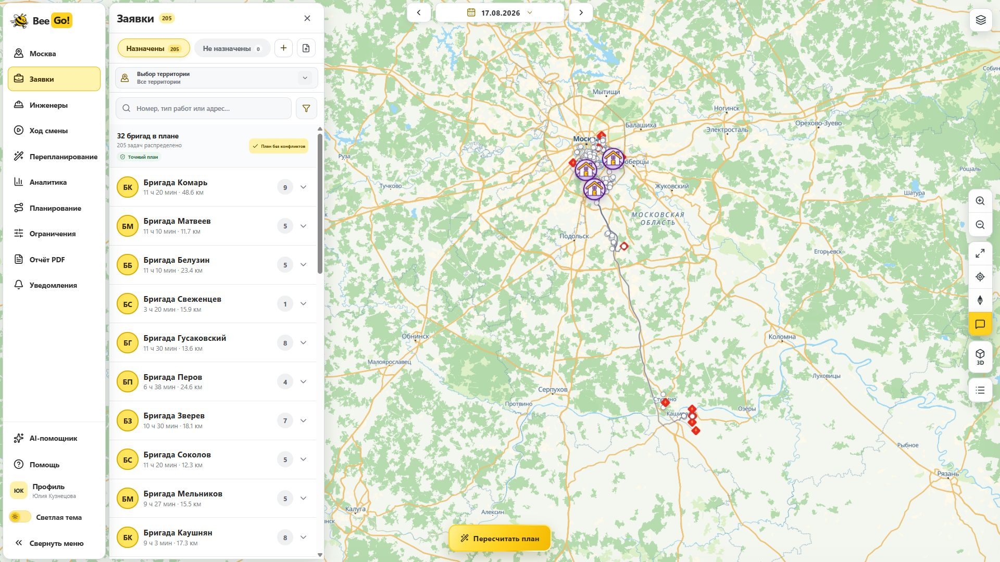 Bee Go!
Москва
Заявки
Инженеры
Ход смены
Перепланирование
Аналитика
Планирование
Ограничения
Отчёт PDF
Уведомления
AI-помощник
Помощь
ЮК
Профиль
Юлия Кузнецова
Светлая тема
Свернуть меню
Заявки 205
Назначены 205
Не назначены 0
Выбор территории
Все территории
Номер, тип работ или адрес...
32 бригад в плане
205 задач распределено
Точный план
План без конфликтов
БК Бригада Комарь 9
11 ч 20 мин · 48.6 км
БМ Бригада Матвеев 5
11 ч 10 мин · 11.7 км
ББ Бригада Белузин 5
11 ч 10 мин · 23.4 км
БС Бригада Свеженцев 1
3 ч 20 мин · 15.9 км
БГ Бригада Гусаковский 8
11 ч 30 мин · 13.6 км
БП Бригада Перов 4
6 ч 38 мин · 24.6 км
БЗ Бригада Зверев 7
10 ч 30 мин · 18.1 км
БС Бригада Соколов 5
11 ч 20 мин · 12.3 км
БМ Бригада Мельников 5
9 ч 27 мин · 15.5 км
БК Бригада Каушнян 8
9 ч 3 мин · 17.3 км
17.08.2026
Мытищи
Ногинск
Балашиха
Электросталь
Орехово-Зуево
Собин
Руза
Рошаль
Тучково
Жуковский
Шатура
МОСКОВСКАЯ
ОБЛАСТЬ
Подольск
Егорьевск
Обнинск
Коломна
Малоярославец
Луховицы
Серпухов
Протвино
Озёры
Рыбное
Рязань
Калуга
Алексин
нск
3D
Пересчитать план